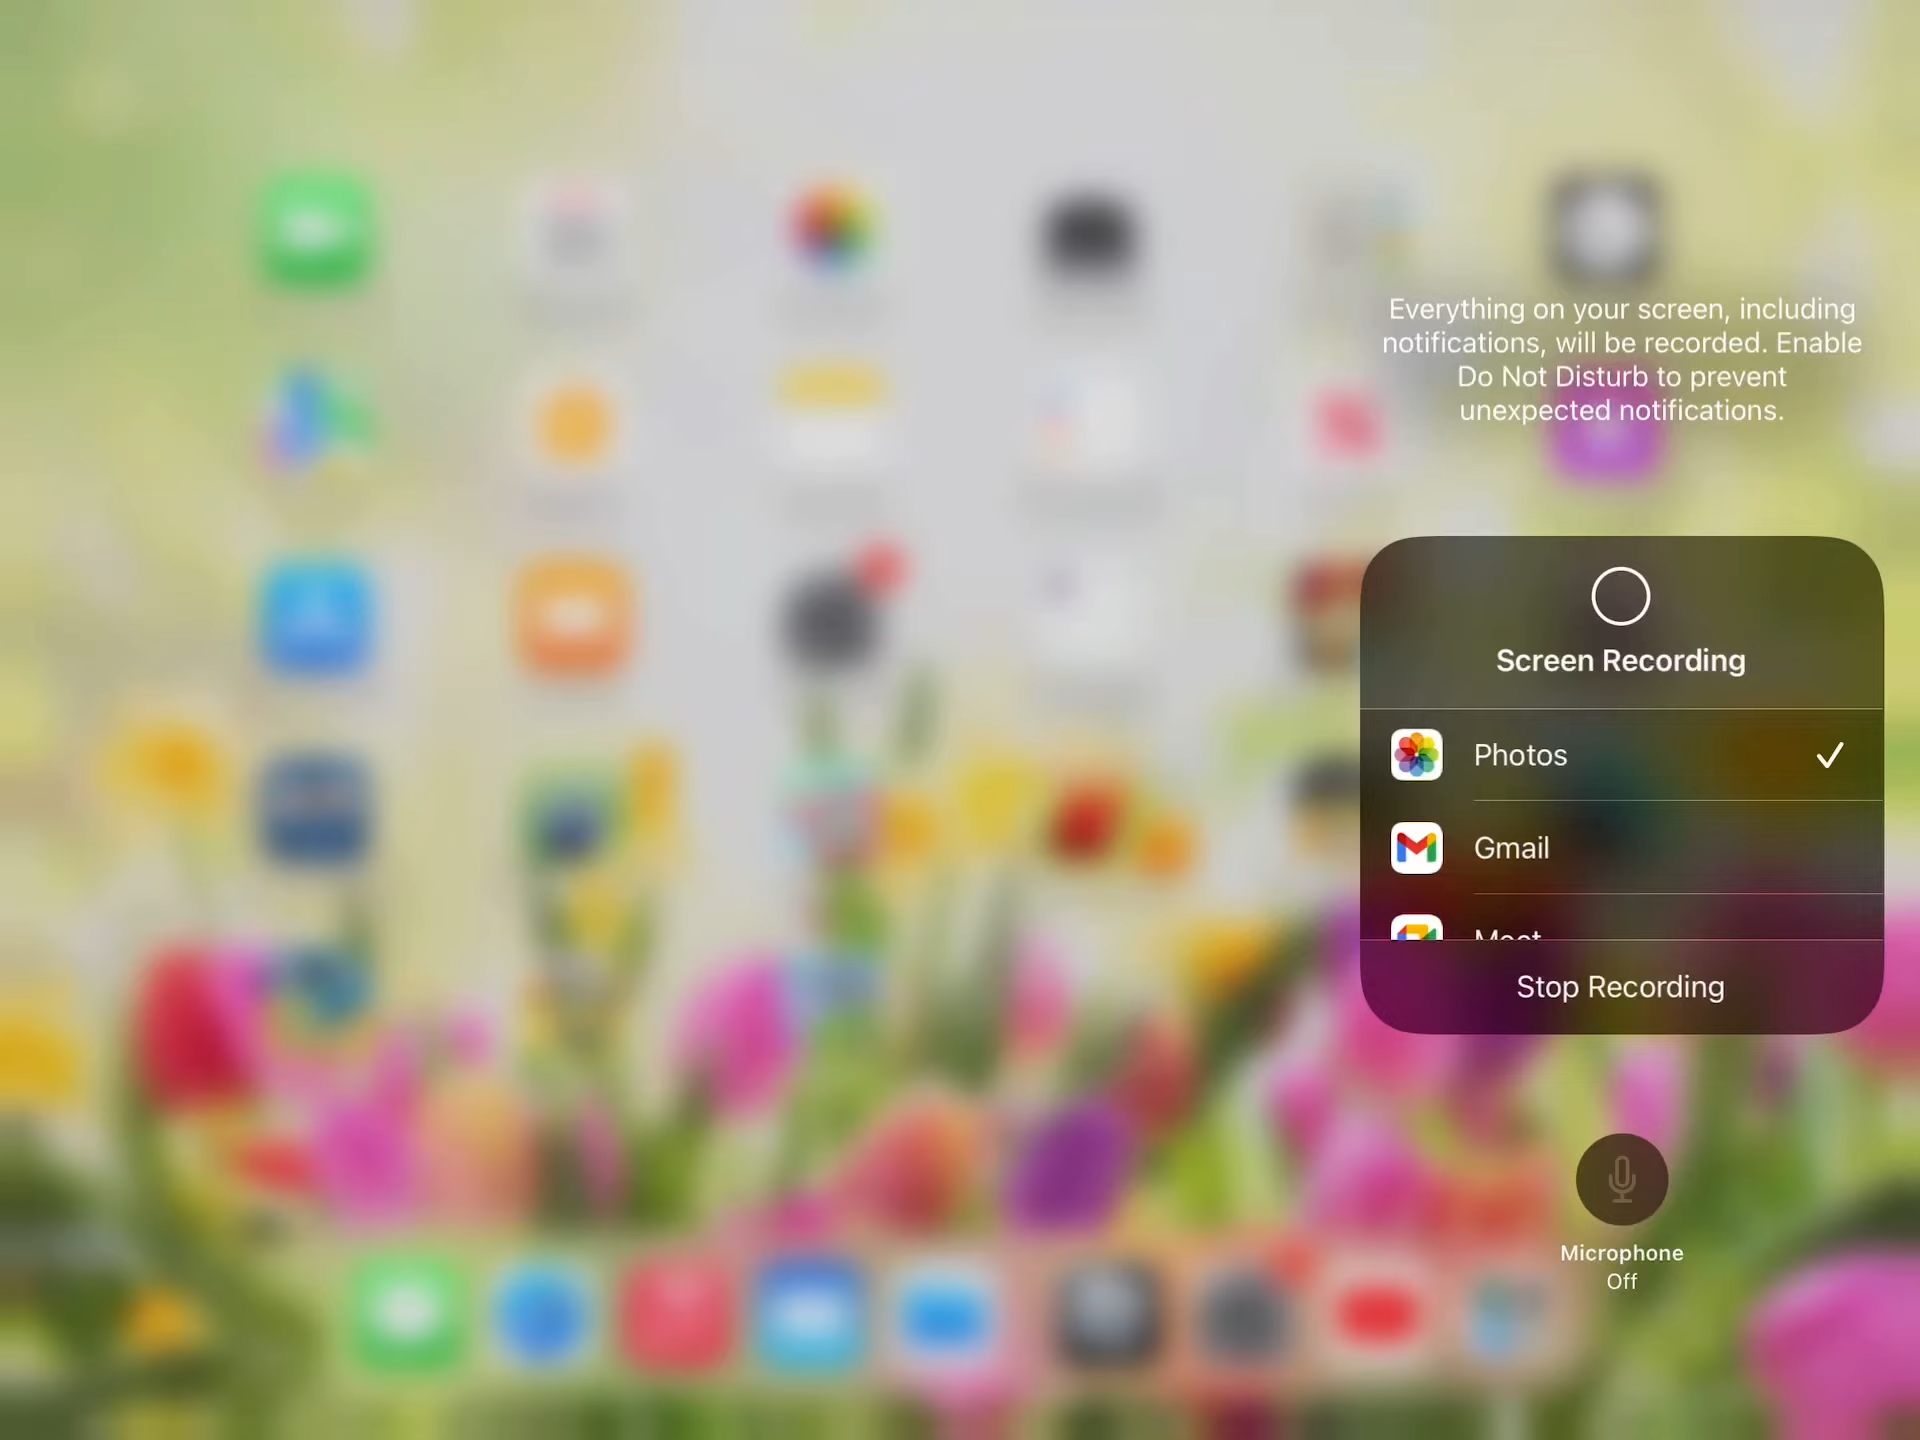 Everything on your screen, including
notifications, will be recorded. Enable
Do Not Disturb to prevent
unexpected notifications.
Screen Recording
Photos
Gmail
Meet
Stop Recording
Microphone
Off